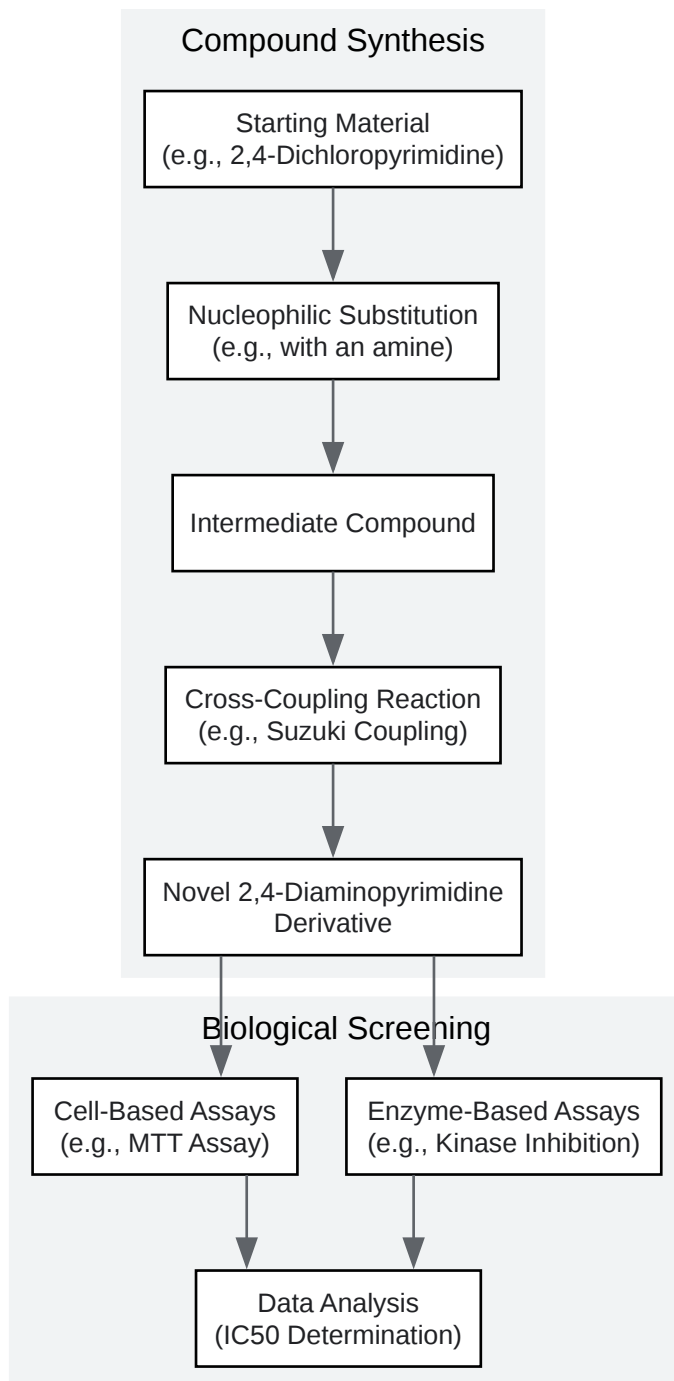 Compound Synthesis
Starting Material
(e.g., 2,4-Dichloropyrimidine)
Nucleophilic Substitution
(e.g., with an amine)
Intermediate Compound
Cross-Coupling Reaction
(e.g., Suzuki Coupling)
Novel 2,4-Diaminopyrimidine
Derivative
Biological Screening
Cell-Based Assays
(e.g., MTT Assay)
Enzyme-Based Assays
(e.g., Kinase Inhibition)
Data Analysis
(IC50 Determination)